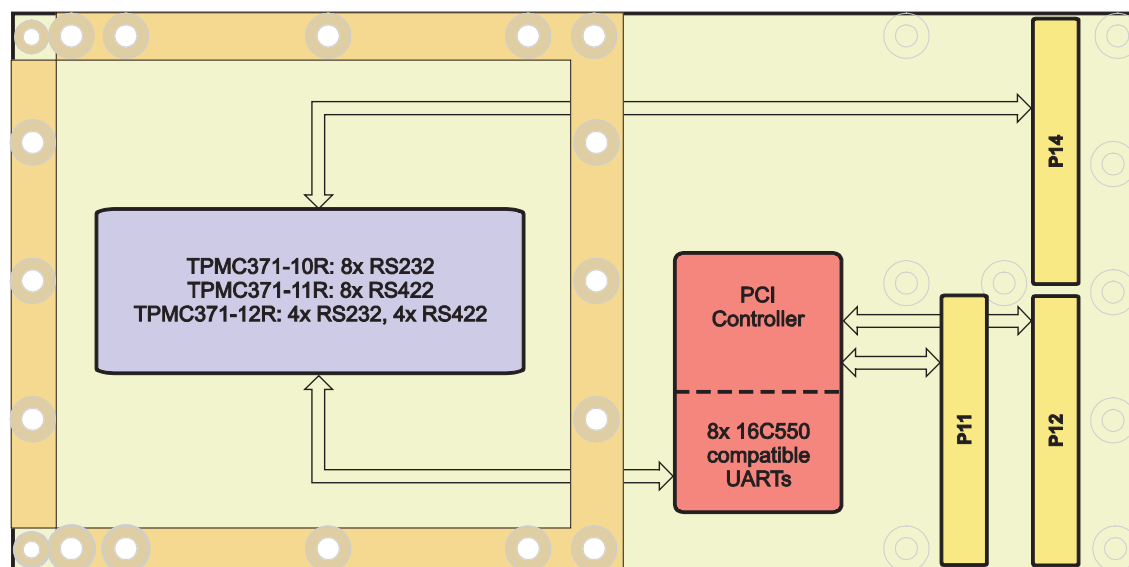 P14
TPMC371-10R: 8x RS232
TPMC371-11R: 8x RS422
TPMC371-12R: 4x RS232, 4x RS422
PCI
Controller
8x 16C550
compatible
UARTs
P11
P12